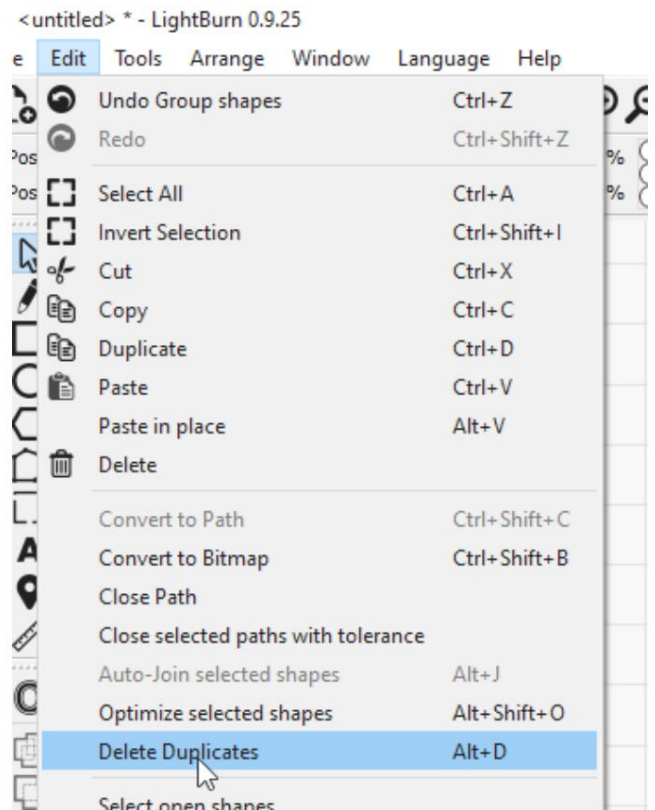 <untitled> * - LightBurn 0.9.25
e Edit Tools Arrange Window Language Help
Undo Group shapes Ctrl+Z
Redo Ctrl+Shift+Z
Pos %
Pos %
Select All Ctrl+A
Invert Selection Ctrl+Shift+I
Cut Ctrl+X
Copy Ctrl+C
Duplicate Ctrl+D
Paste Ctrl+V
Paste in place Alt+V
Delete
Convert to Path Ctrl+Shift+C
Convert to Bitmap Ctrl+Shift+B
Close Path
Close selected paths with tolerance
Auto-Join selected shapes Alt+J
Optimize selected shapes Alt+Shift+O
Delete Duplicates Alt+D
Select open shapes